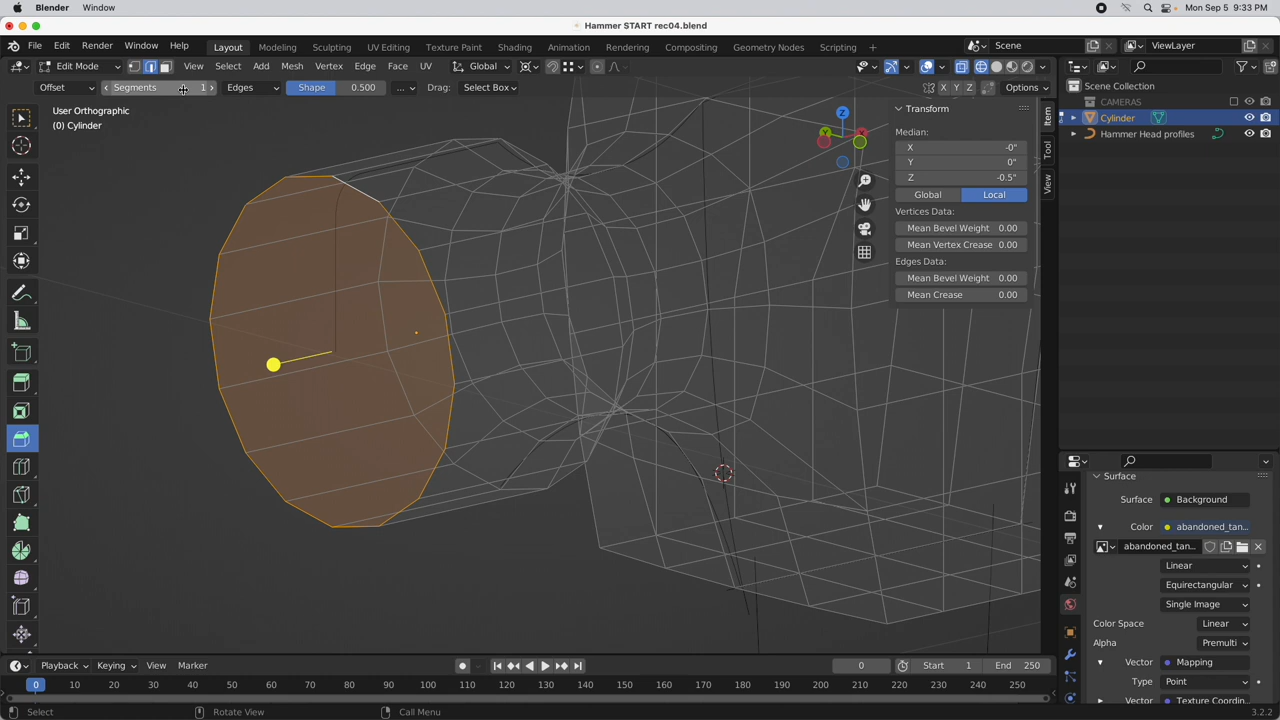 Blender Window Mon Sep 5 9:33 PM
Hammer START rec04.blend
File Edit Render Window Help Layout Modeling Sculpting UV Editing Texture Paint Shading Animation Rendering Compositing Geometry Nodes Scripting + Scene ViewLayer
Edit Mode View Select Add Mesh Vertex Edge Face UV Global
Offset Segments 1 Edges Shape 0.500 ... Drag: Select Box X Y Z Options
User Orthographic
(0) Cylinder
Scene Collection
CAMERAS
Cylinder
Hammer Head profiles
Z
Y
Transform
Median:
X -0"
Y 0"
Z -0.5"
Global Local
Vertices Data:
Mean Bevel Weight 0.00
Mean Vertex Crease 0.00
Edges Data:
Mean Bevel Weight 0.00
Mean Crease 0.00
Item
Tool
View
Surface
Surface Background
Color abandoned_tan...
abandoned_tan...
Linear
Equirectangular
Single Image
Color Space Linear
Alpha Premulti
Vector Mapping
Type Point
Vector Texture Coordin...
Playback Keying View Marker 0 Start 1 End 250
0 10 20 30 40 50 60 70 80 90 100 110 120 130 140 150 160 170 180 190 200 210 220 230 240 250
Select Rotate View Call Menu 3.2.2